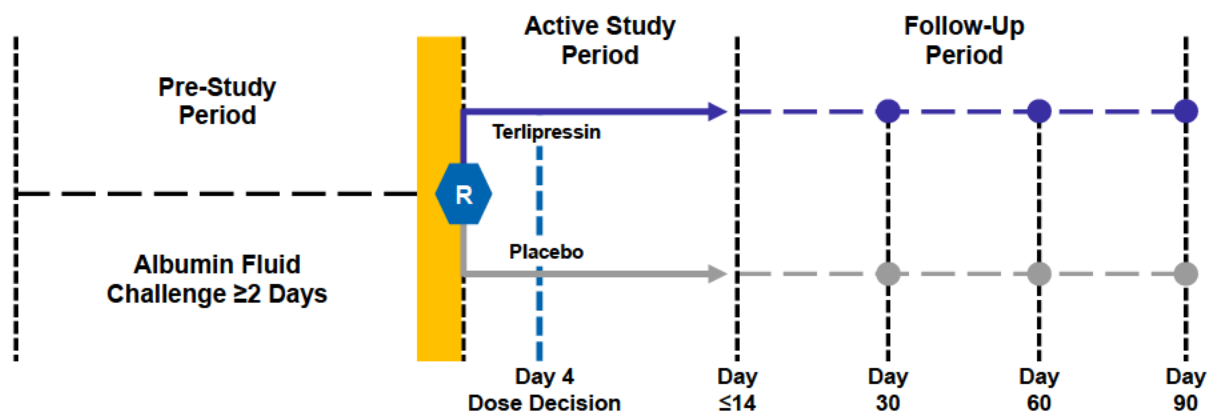 Active Study
Period
Follow-Up
Period
Pre-Study
Period
Terlipressin
R
Placebo
Albumin Fluid
Challenge ≥2 Days
Day 4
Dose Decision
Day
≤14
Day
30
Day
60
Day
90